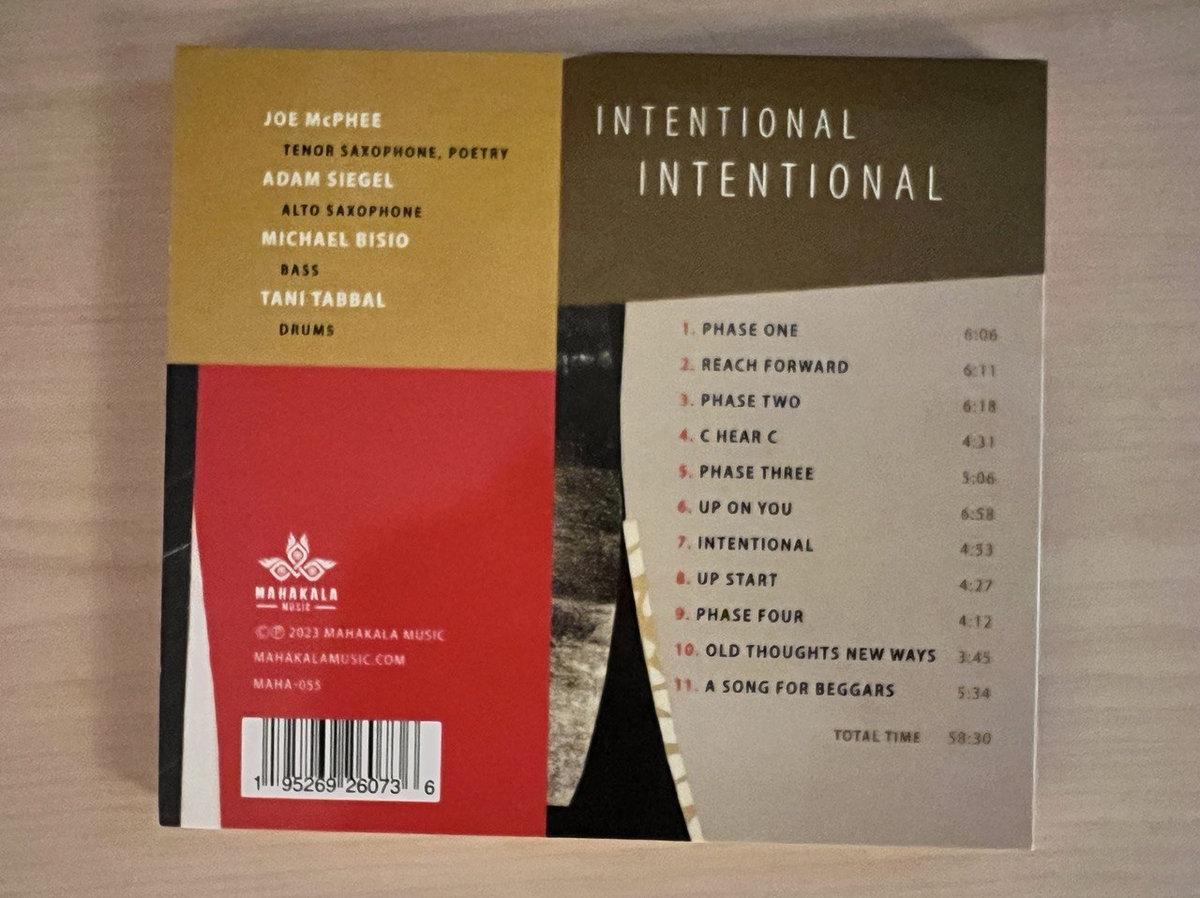 JOE McPHEE
TENOR SAXOPHONE, POETRY
ADAM SIEGEL
ALTO SAXOPHONE
MICHAEL BISIO
BASS
TANI TABBAL
DRUMS
MAHAKALA
MUSIC
©℗ 2023 MAHAKALA MUSIC
MAHAKALAMUSIC.COM
MAHA-055
1 95269 26073 6
INTENTIONAL
INTENTIONAL
1. PHASE ONE 6:06
2. REACH FORWARD 6:11
3. PHASE TWO 6:18
4. C HEAR C 4:31
5. PHASE THREE 5:06
6. UP ON YOU 6:58
7. INTENTIONAL 4:53
8. UP START 4:27
9. PHASE FOUR 4:12
10. OLD THOUGHTS NEW WAYS 3:45
11. A SONG FOR BEGGARS 5:34
TOTAL TIME 58:30